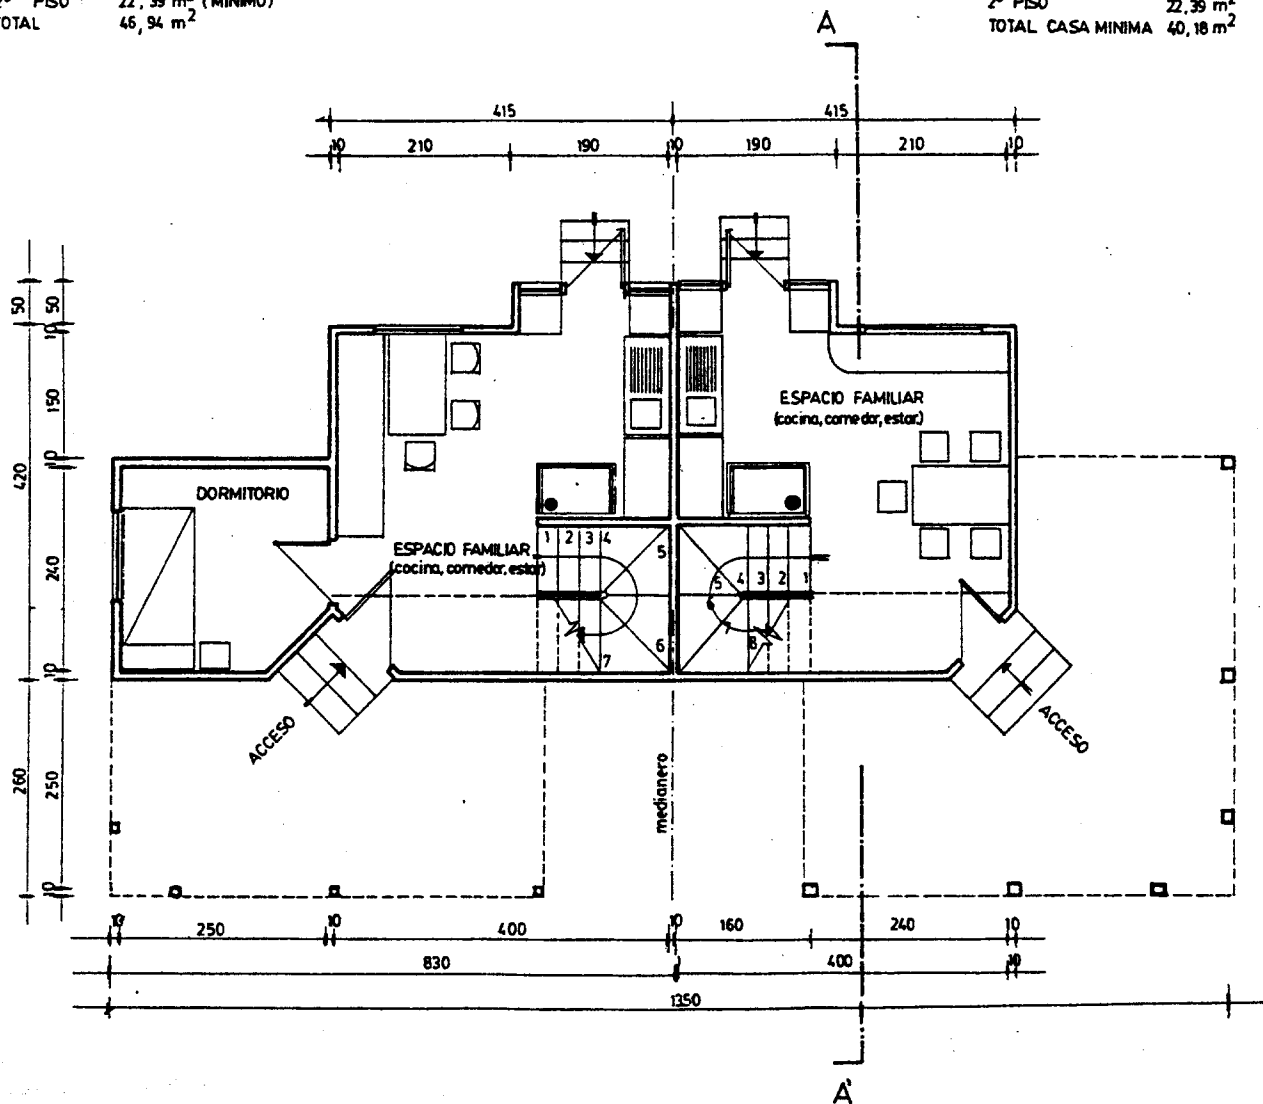 2º PISO 22,39 m² (MINIMO)
TOTAL 46,94 m²
2º PISO 22,39 m²
TOTAL CASA MINIMA 40,18 m²
A
415 415
10 210 190 10 190 210 10
50 50
10
150
10
420
240
10
260
250
10
ESPACIO FAMILIAR
(cocina, comedor, estar.)
DORMITORIO
ESPACIO FAMILIAR
(cocina, comedor, estar)
1 2 3 4
5
6
7
5 4 3 2 1
7
8
ACCESO
ACCESO
medianero
250 10 400 10 160 240 10
830 400 10
1350
A'